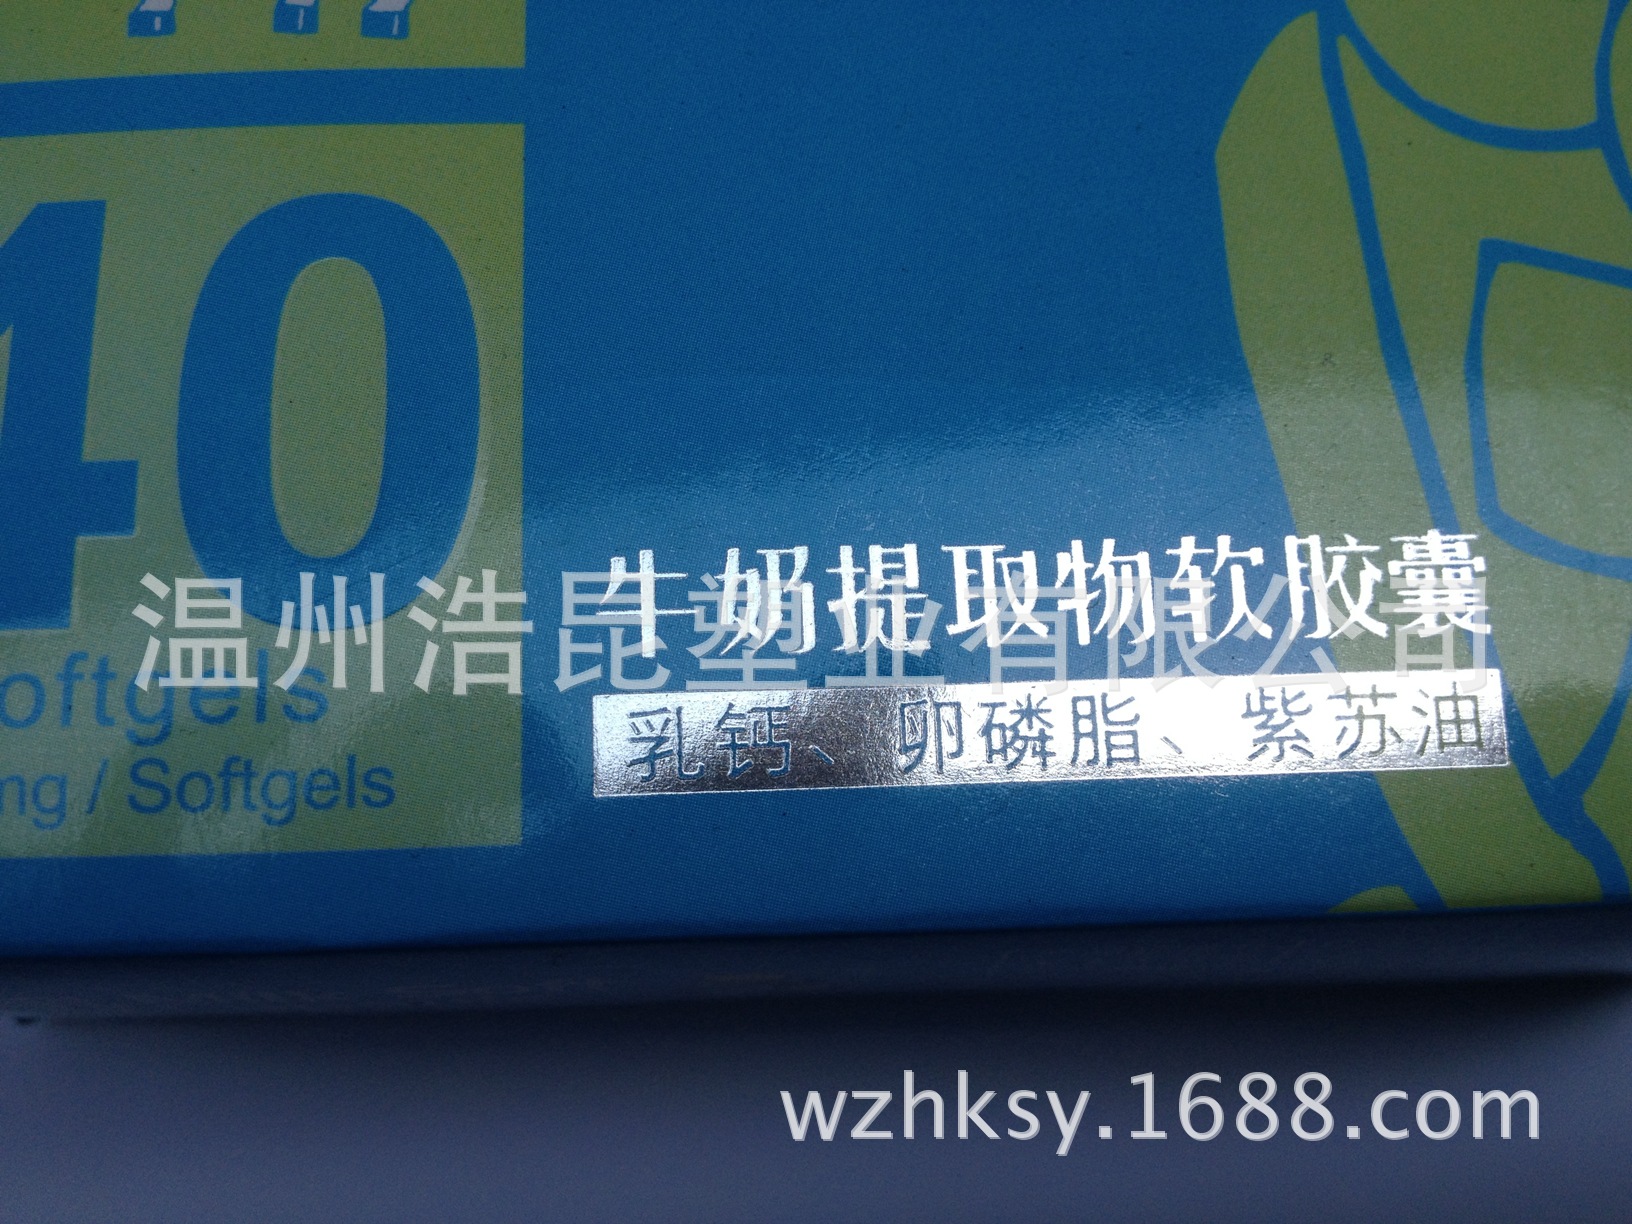 40
Softgels
mg / Softgels
牛奶提取物软胶囊
乳钙、卵磷脂、紫苏油
温州浩昆塑业有限公司
wzhksy.1688.com